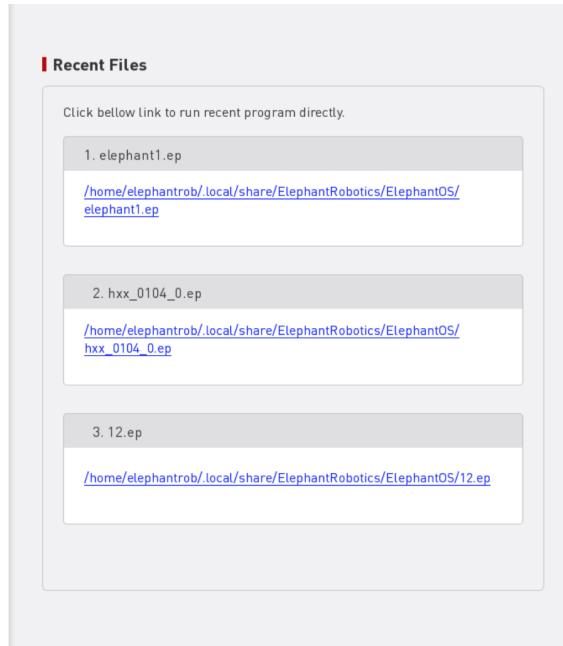 Recent Files
Click bellow link to run recent program directly.
1. elephant1.ep
/home/elephantrob/.local/share/ElephantRobotics/ElephantOS/
elephant1.ep
2. hxx_0104_0.ep
/home/elephantrob/.local/share/ElephantRobotics/ElephantOS/
hxx_0104_0.ep
3. 12.ep
/home/elephantrob/.local/share/ElephantRobotics/ElephantOS/12.ep